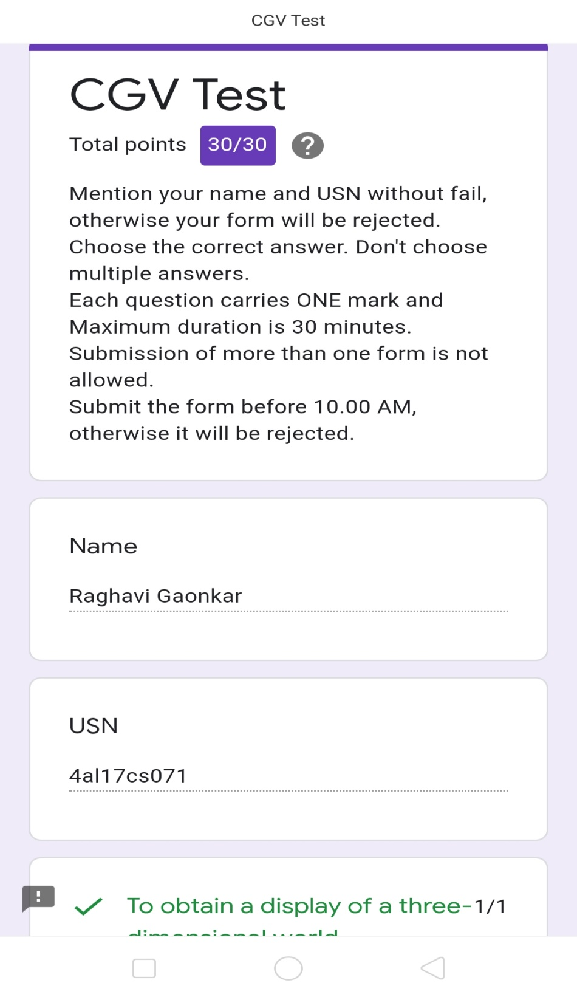 CGV Test
CGV Test
Total points 30/30 ?
Mention your name and USN without fail,
otherwise your form will be rejected.
Choose the correct answer. Don't choose
multiple answers.
Each question carries ONE mark and
Maximum duration is 30 minutes.
Submission of more than one form is not
allowed.
Submit the form before 10.00 AM,
otherwise it will be rejected.
Name
Raghavi Gaonkar
USN
4al17cs071
! To obtain a display of a three- 1/1
dimensional world